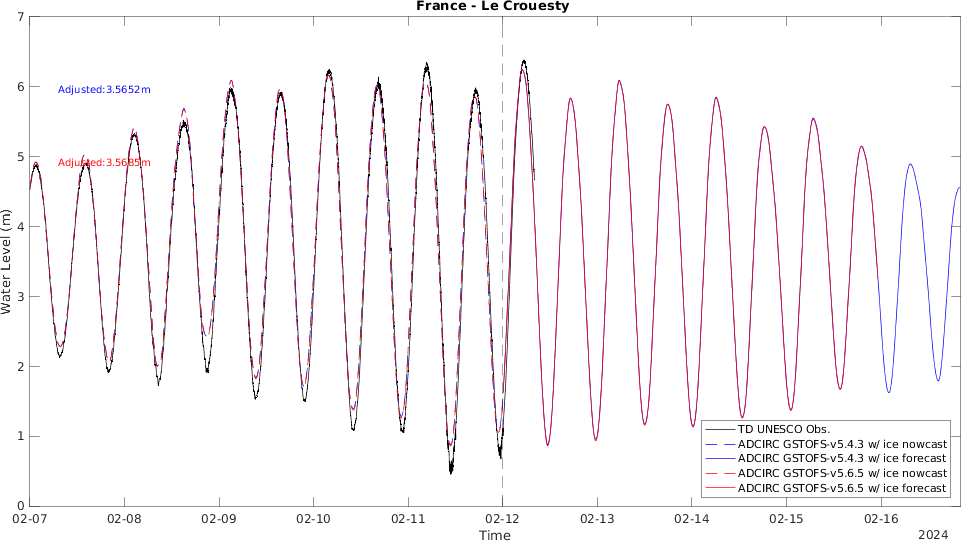 France - Le Crouesty
7
6
5
4
3
2
1
0
Water Level (m)
Adjusted:3.5652m
Adjusted:3.5685m
TD UNESCO Obs.
ADCIRC GSTOFS-v5.4.3 w/ ice nowcast
ADCIRC GSTOFS-v5.4.3 w/ ice forecast
ADCIRC GSTOFS-v5.6.5 w/ ice nowcast
ADCIRC GSTOFS-v5.6.5 w/ ice forecast
02-07 02-08 02-09 02-10 02-11 02-12 02-13 02-14 02-15 02-16
Time
2024